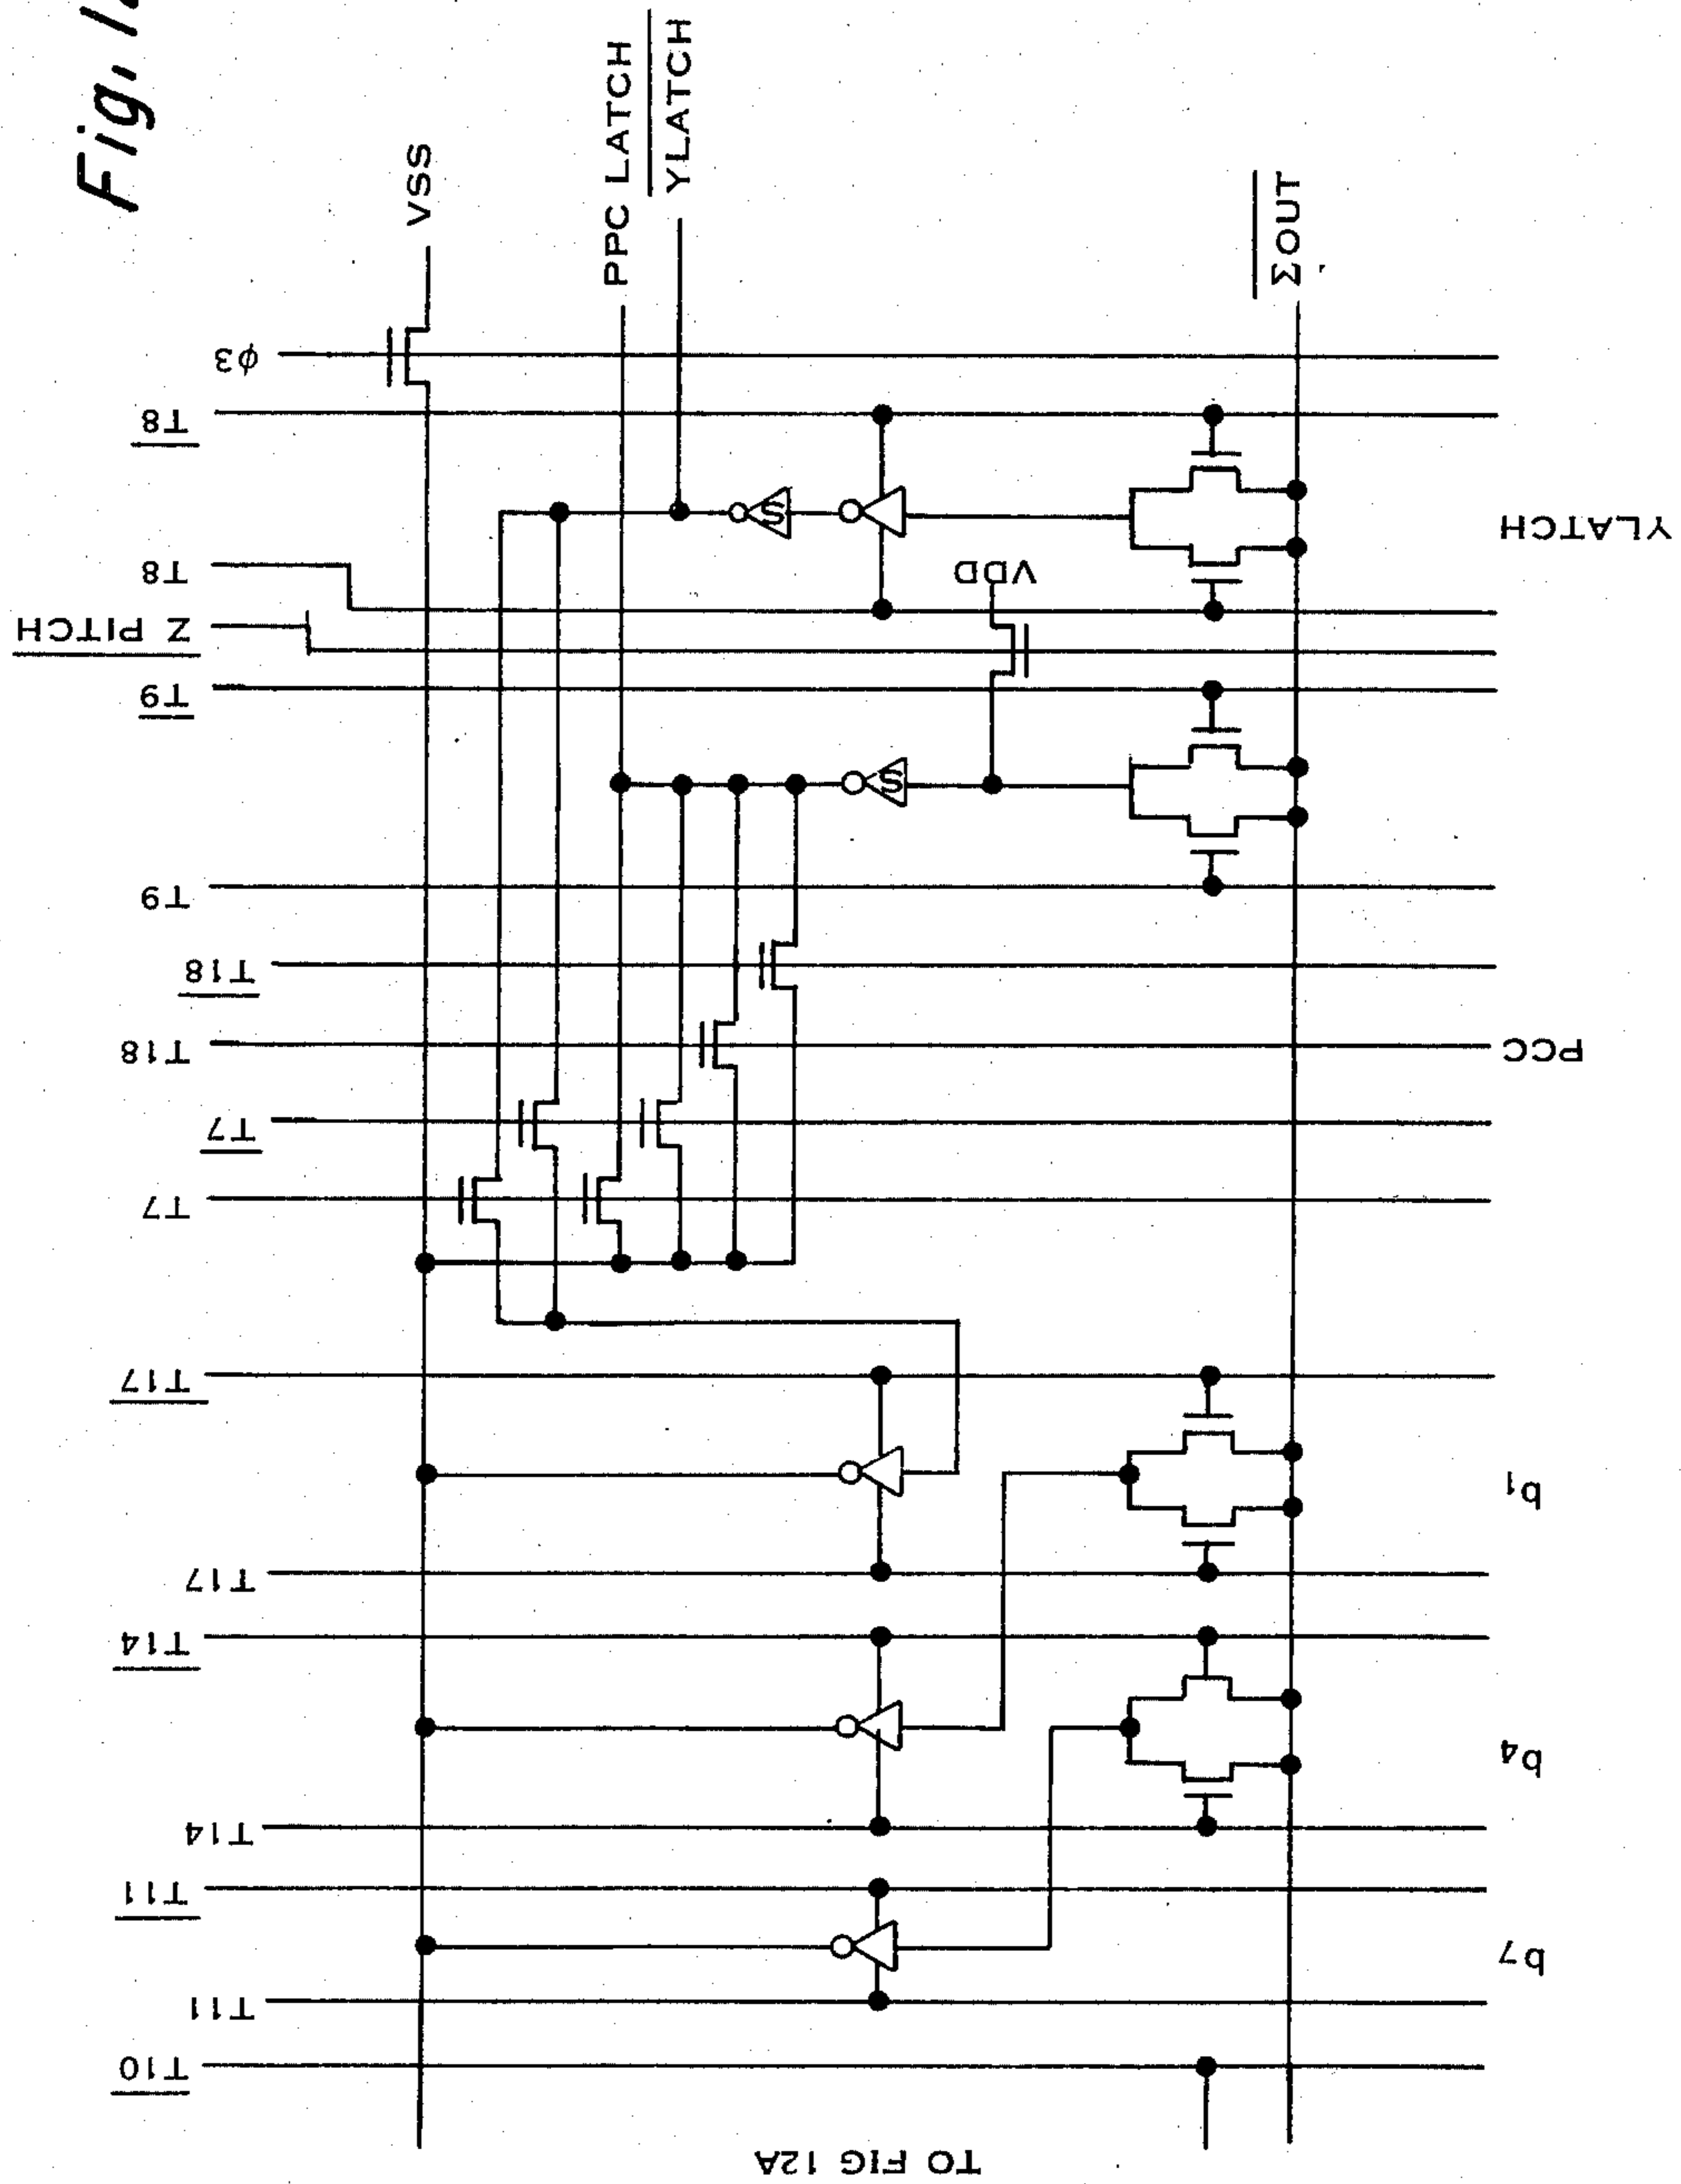 Fig. 12
VSS
PPC LATCH
YLATCH
ΣOUT
φ3
T8
T8
Z PITCH
T9
T9
T18
T18
T7
T7
T17
T17
T14
T14
T11
T11
T10
S
S
VDD
YLATCH
PCC
b1
b4
b7
TO FIG 12A